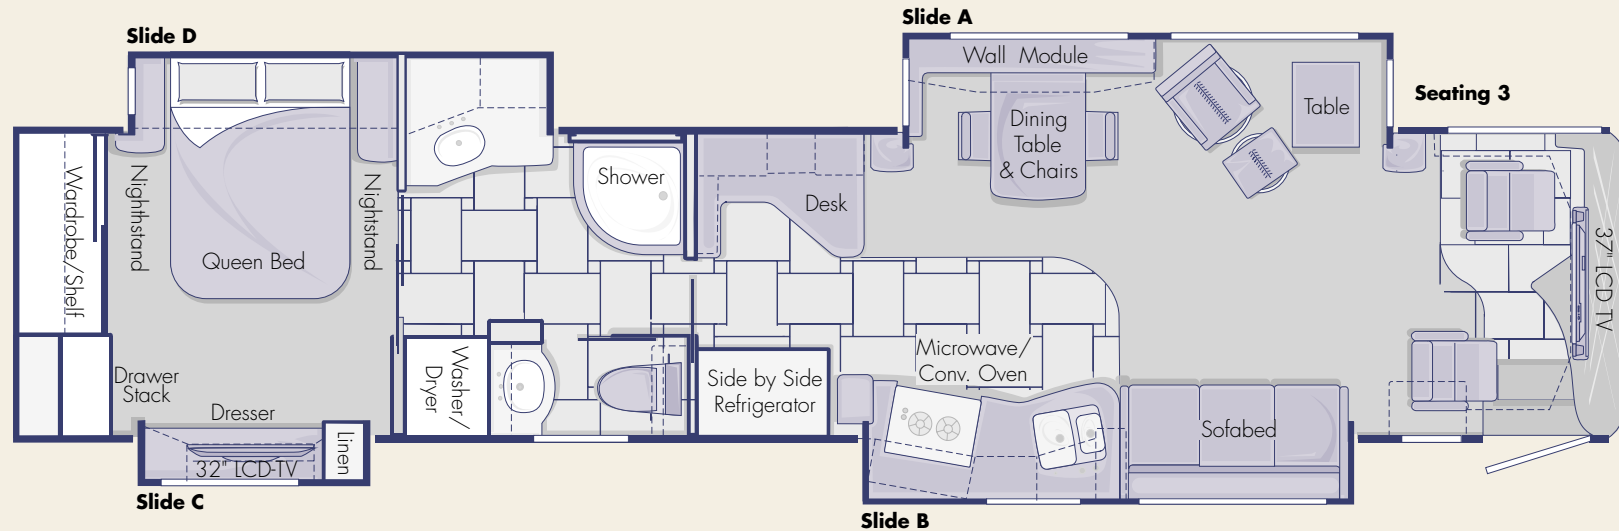 Slide D
Slide A
Wall Module
Seating 3
Table
Dining
Table
& Chairs
Shower
Desk
Nighthstand
Nightstand
Wardrobe/Shelf
Queen Bed
37" LCD-TV
Microwave/
Conv. Oven
Washer/
Dryer
Side by Side
Refrigerator
Drawer
Stack
Dresser
Linen
32" LCD-TV
Sofabed
Slide C
Slide B